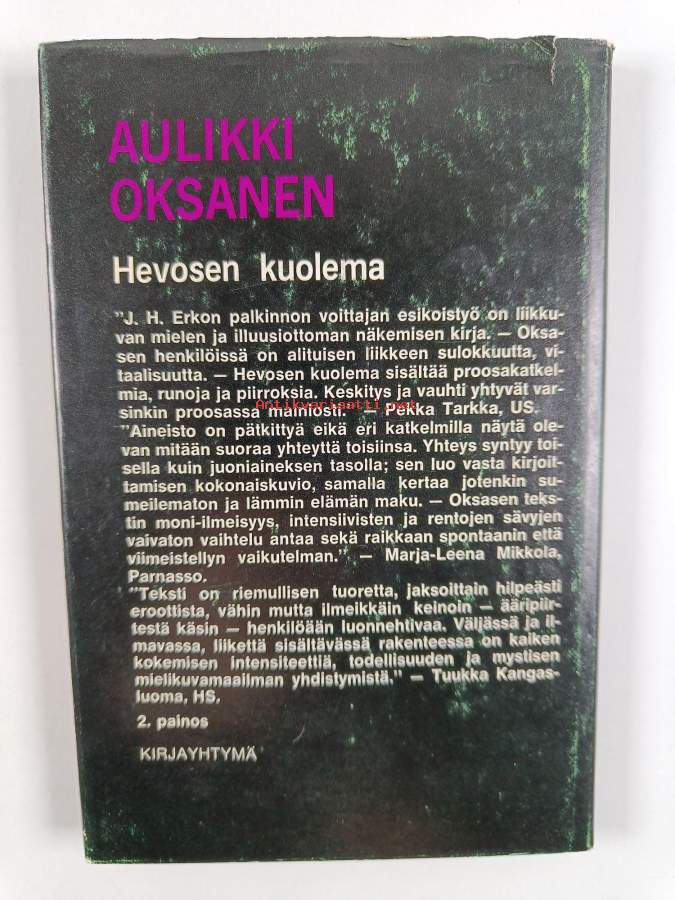 AULIKKI
OKSANEN
Hevosen kuolema
"J. H. Erkon palkinnon voittajan esikoistyö on liikku-
van mielen ja illuusiottoman näkemisen kirja. — Oksa-
sen henkilöissä on alituisen liikkeen sulokkuutta, vi-
taalisuutta. — Hevosen kuolema sisältää proosakatkel-
mia, runoja ja piirroksia. Keskitys ja vauhti yhtyvät var-
sinkin proosassa mainiosti." — Pekka Tarkka, US.
Antikvariaatti.net
"Aineisto on pätkittyä eikä eri katkelmilla näytä ole-
van mitään suoraa yhteyttä toisiinsa. Yhteys syntyy toi-
sella kuin juoniaineksen tasolla; sen luo vasta kirjoit-
tamisen kokonaiskuvio, samalla kertaa jotenkin su-
meilematon ja lämmin elämän maku. — Oksasen teks-
tin moni-ilmeisyys, intensiivisten ja rentojen sävyjen
vaivaton vaihtelu antaa sekä raikkaan spontaanin että
viimeistellyn vaikutelman." — Marja-Leena Mikkola,
Parnasso.
"Teksti on riemullisen tuoretta, jaksoittain hilpeästi
eroottista, vähin mutta ilmeikkäin keinoin — ääripiir-
testä käsin — henkilöään luonnehtivaa. Väljässä ja il-
mavassa, liikettä sisältävässä rakenteessa on kaiken
kokemisen intensiteettiä, todellisuuden ja mystisen
mielikuvamaailman yhdistymistä." — Tuukka Kangas-
luoma, HS.
2. painos
KIRJAYHTYMÄ